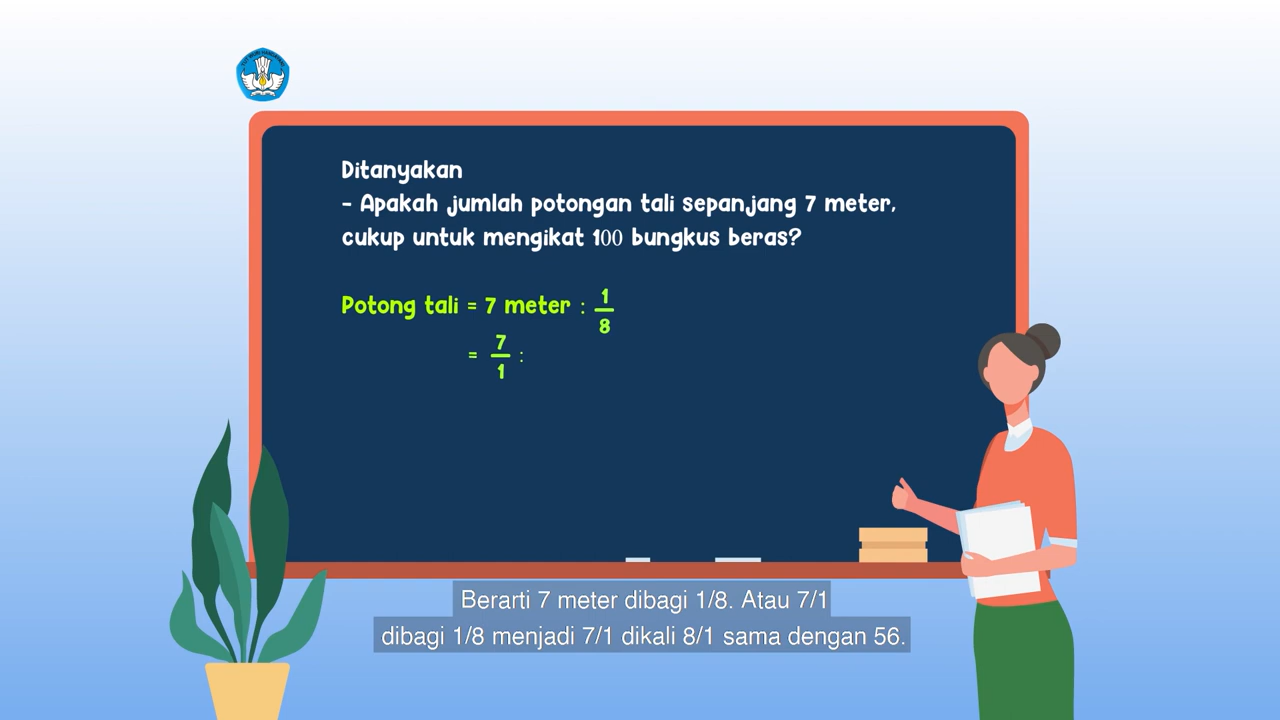 Ditanyakan
- Apakah jumlah potongan tali sepanjang 7 meter,
cukup untuk mengikat 100 bungkus beras?
Potong tali = 7 meter : 1/8
= 7/1 :
Berarti 7 meter dibagi 1/8. Atau 7/1
dibagi 1/8 menjadi 7/1 dikali 8/1 sama dengan 56.